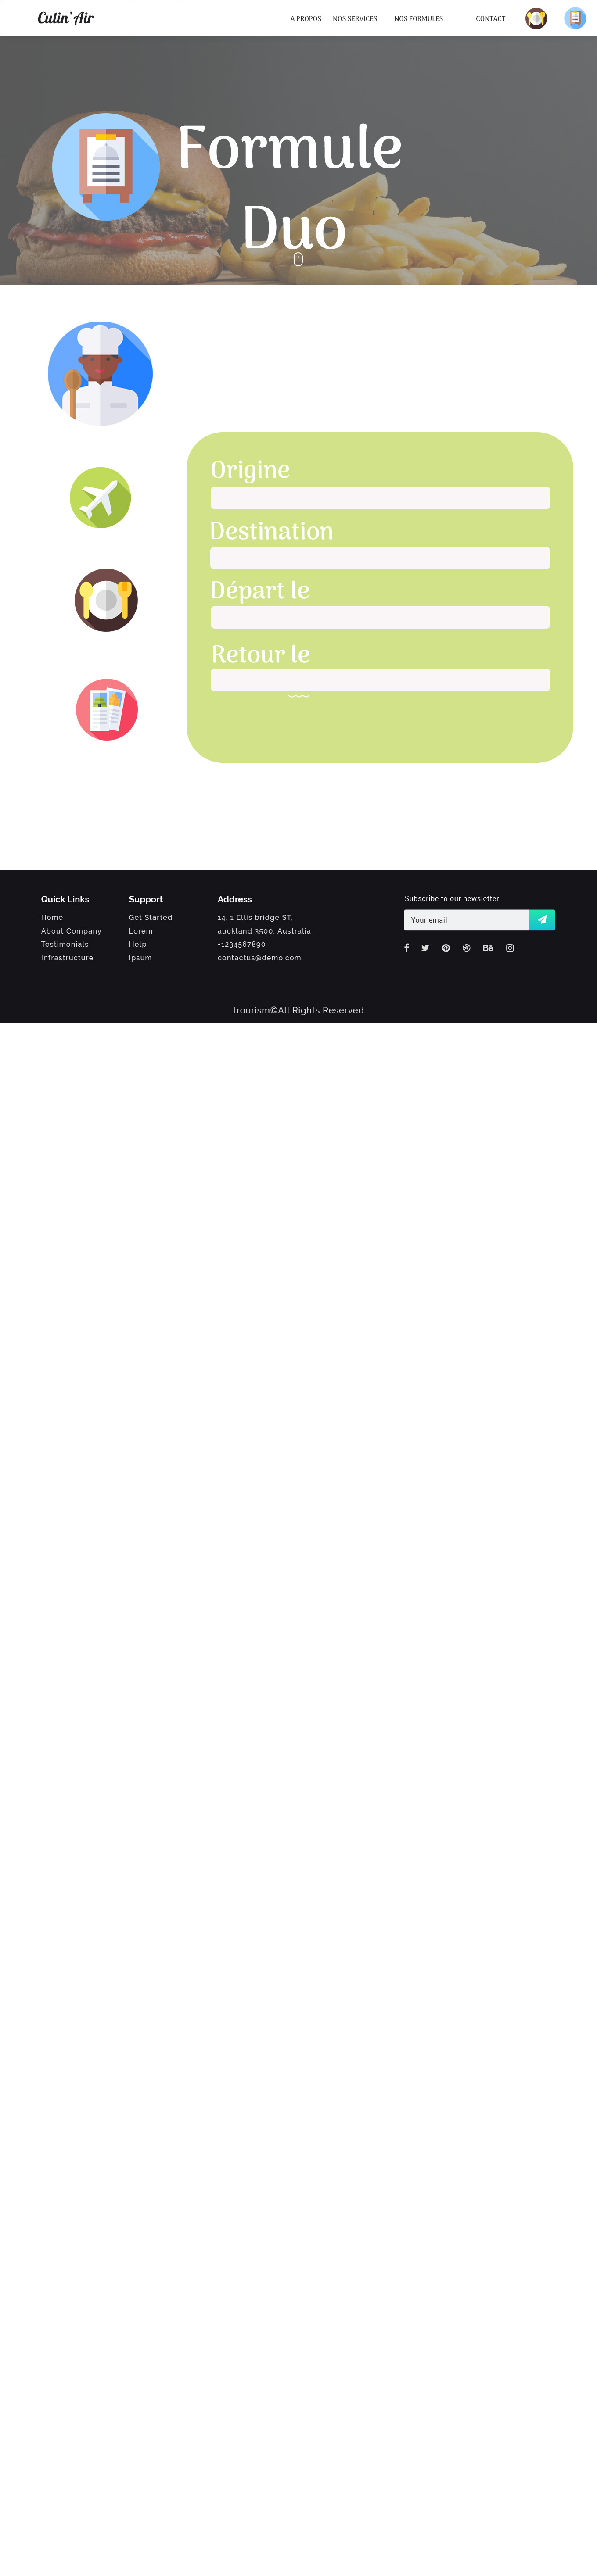 Culin'Air
A PROPOS NOS SERVICES NOS FORMULES CONTACT
Formule
Duo
Origine
Destination
Départ le
Retour le
Quick Links
Home
About Company
Testimonials
Infrastructure
Support
Get Started
Lorem
Help
Ipsum
Address
14, 1 Ellis bridge ST,
auckland 3500, Australia
+1234567890
contactus@demo.com
Subscribe to our newsletter
Your email
trourism©All Rights Reserved